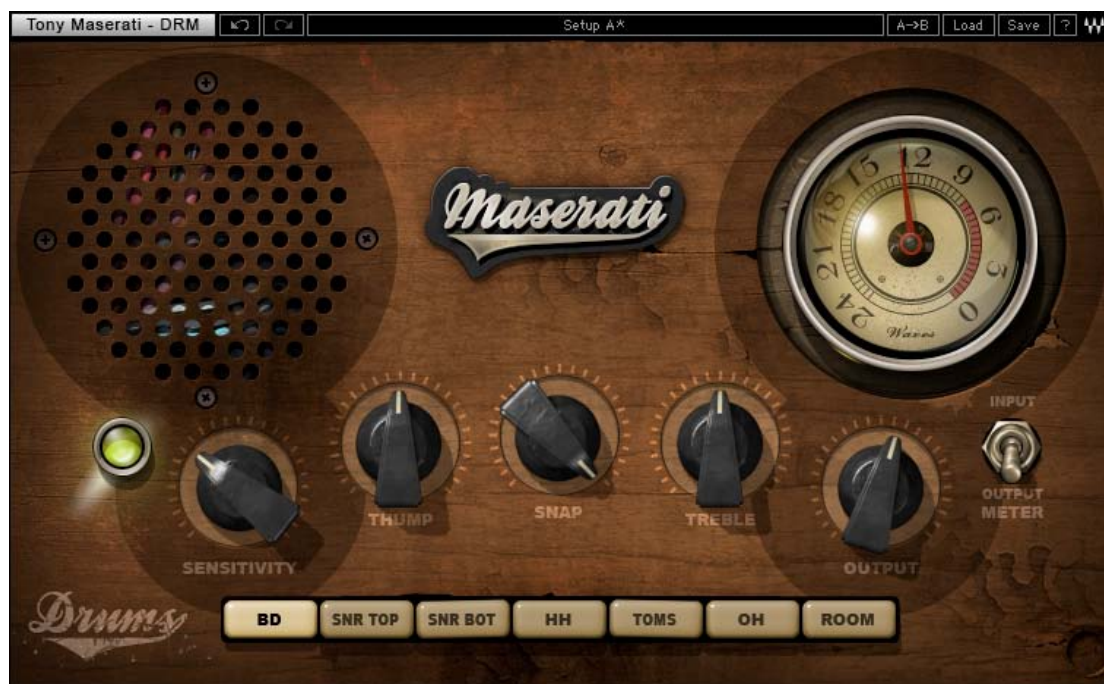 Tony Maserati - DRM
Setup A*
A->B Load Save ?
Maserati
24 21 18 15 12 9 6 3 0
Waves
INPUT
OUTPUT
METER
THUMP
SNAP
TREBLE
SENSITIVITY
OUTPUT
Drums
BD SNR TOP SNR BOT HH TOMS OH ROOM